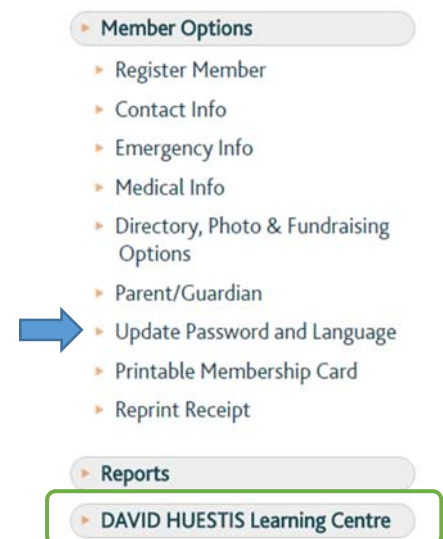 Member Options
Register Member
Contact Info
Emergency Info
Medical Info
Directory, Photo & Fundraising
Options
Parent/Guardian
Update Password and Language
Printable Membership Card
Reprint Receipt
Reports
DAVID HUESTIS Learning Centre